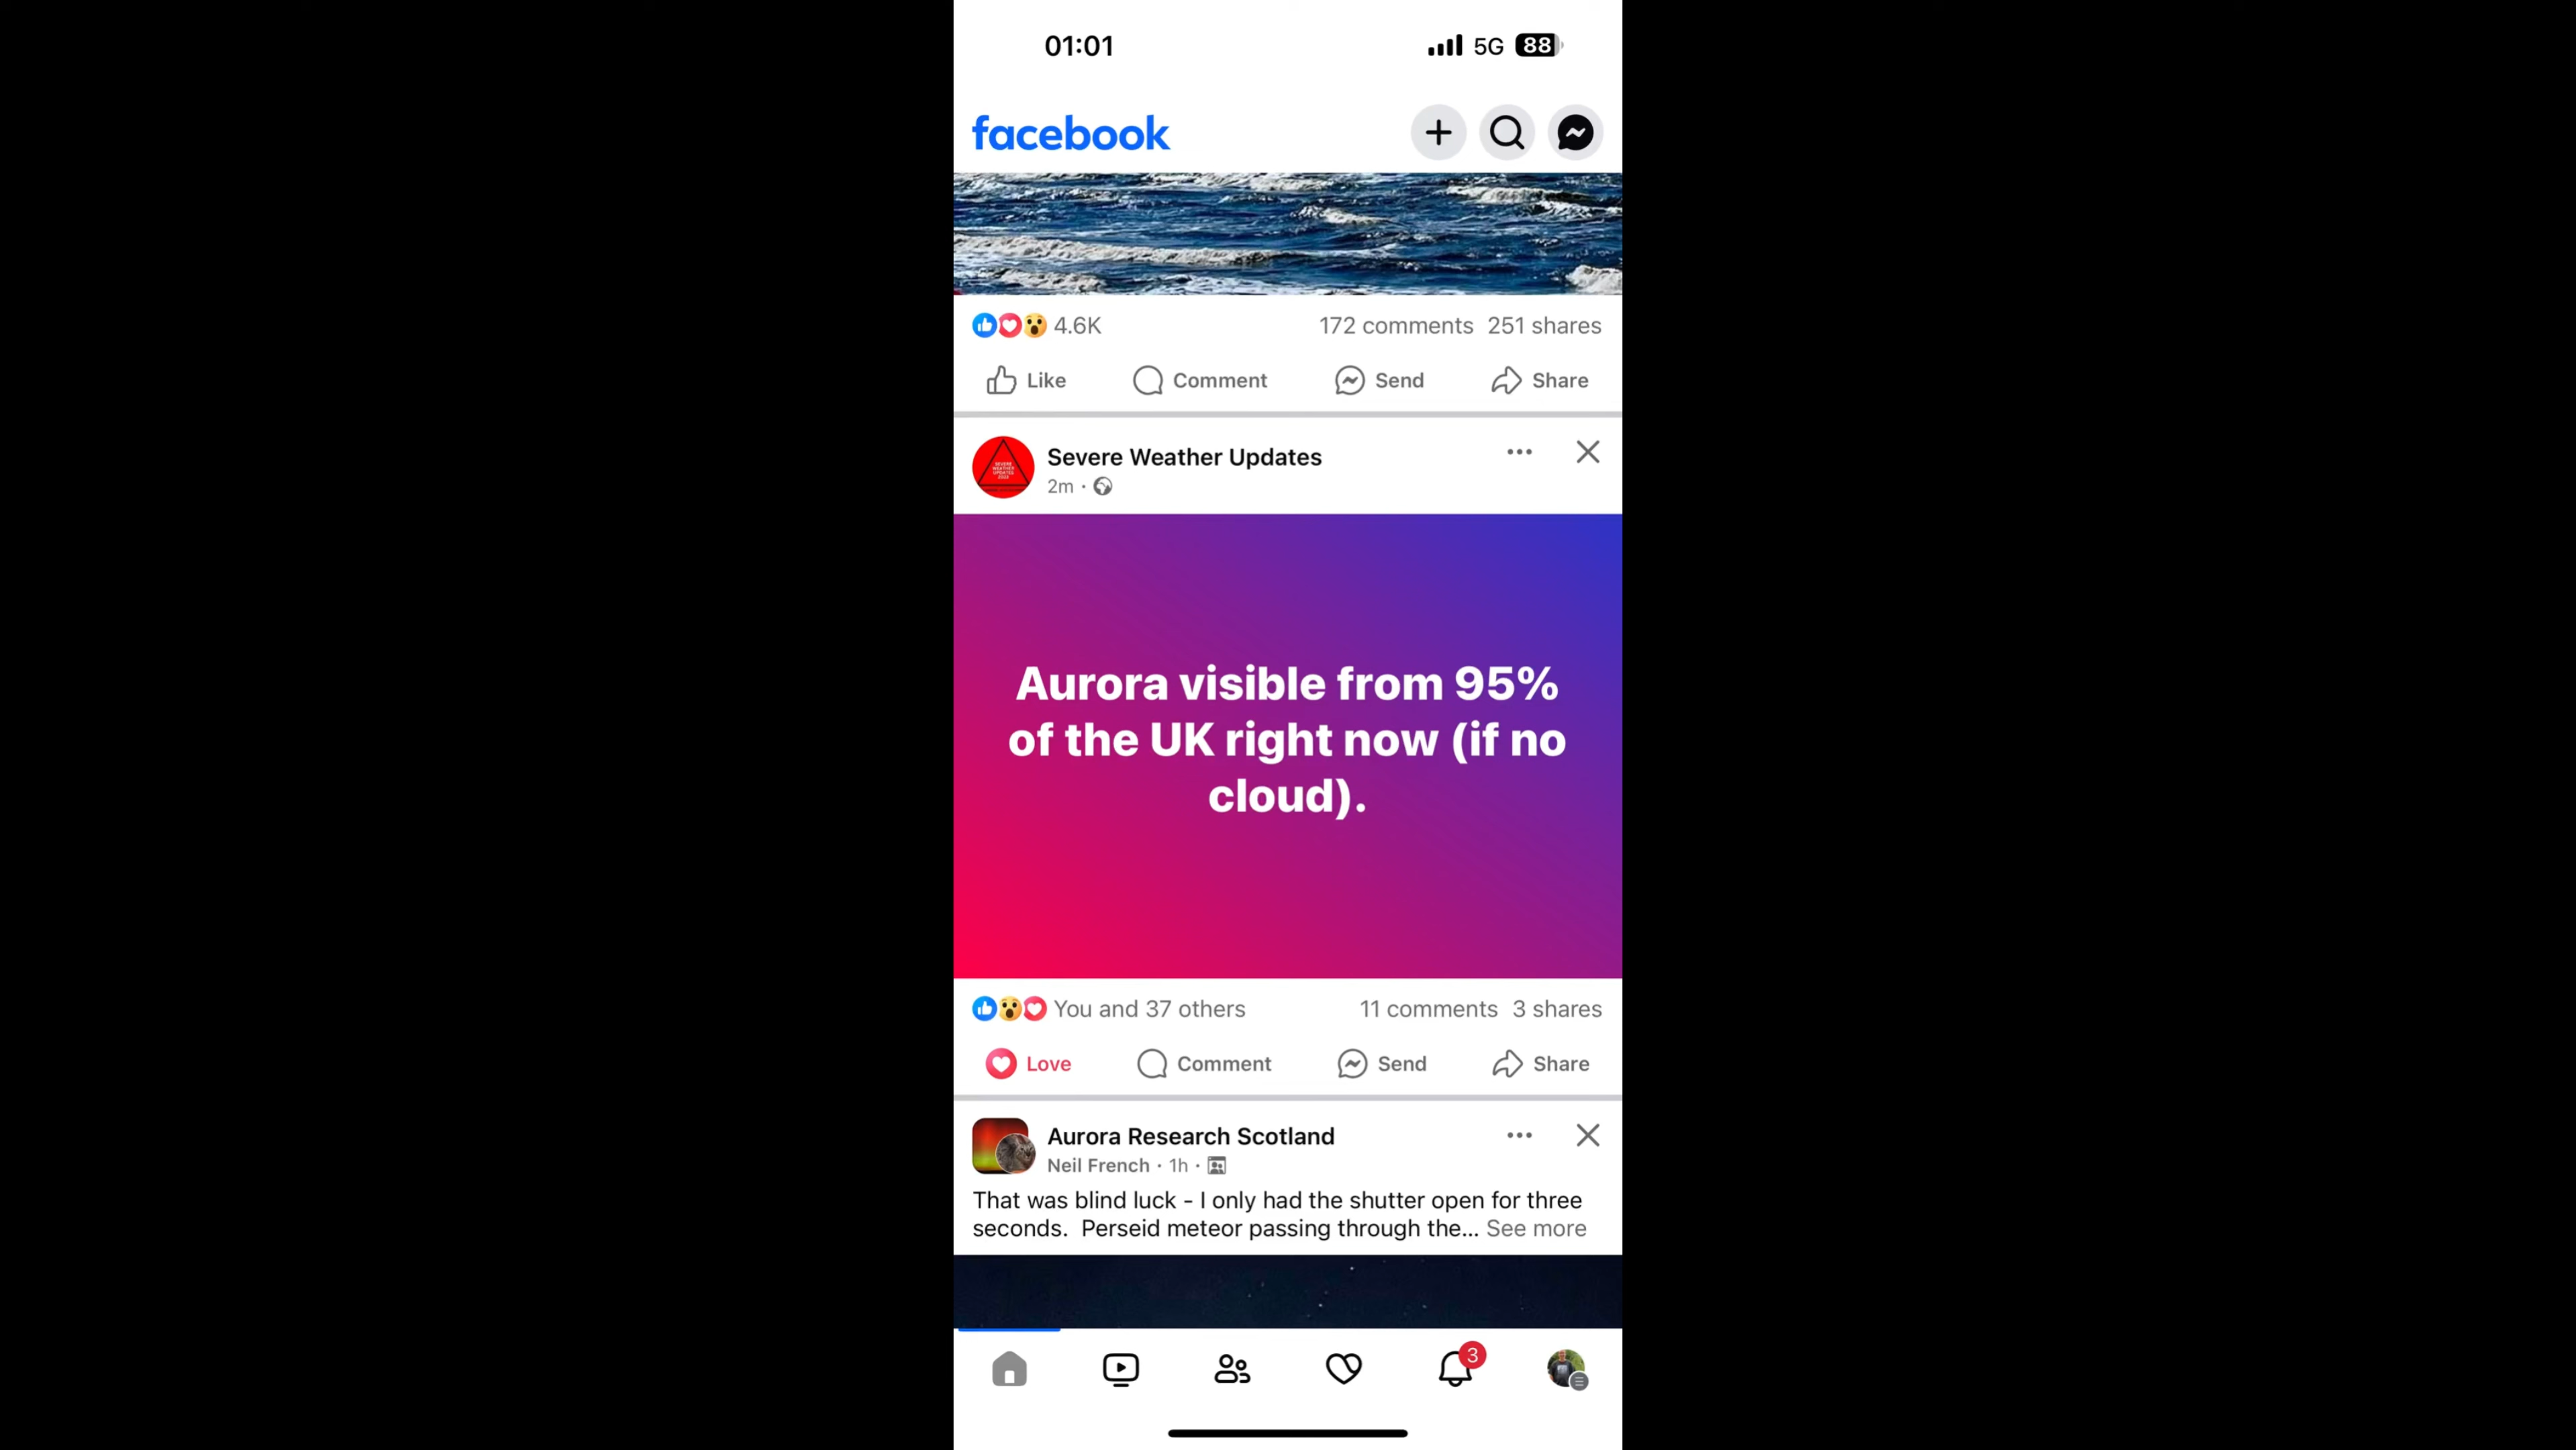 01:01 5G 88
facebook
4.6K 172 comments 251 shares
Like Comment Send Share
Severe Weather Updates
2m ·
SEVERE
WEATHER
UPDATES
Aurora visible from 95%
of the UK right now (if no
cloud).
You and 37 others 11 comments 3 shares
Love Comment Send Share
Aurora Research Scotland
Neil French · 1h ·
That was blind luck - I only had the shutter open for three
seconds. Perseid meteor passing through the... See more
3